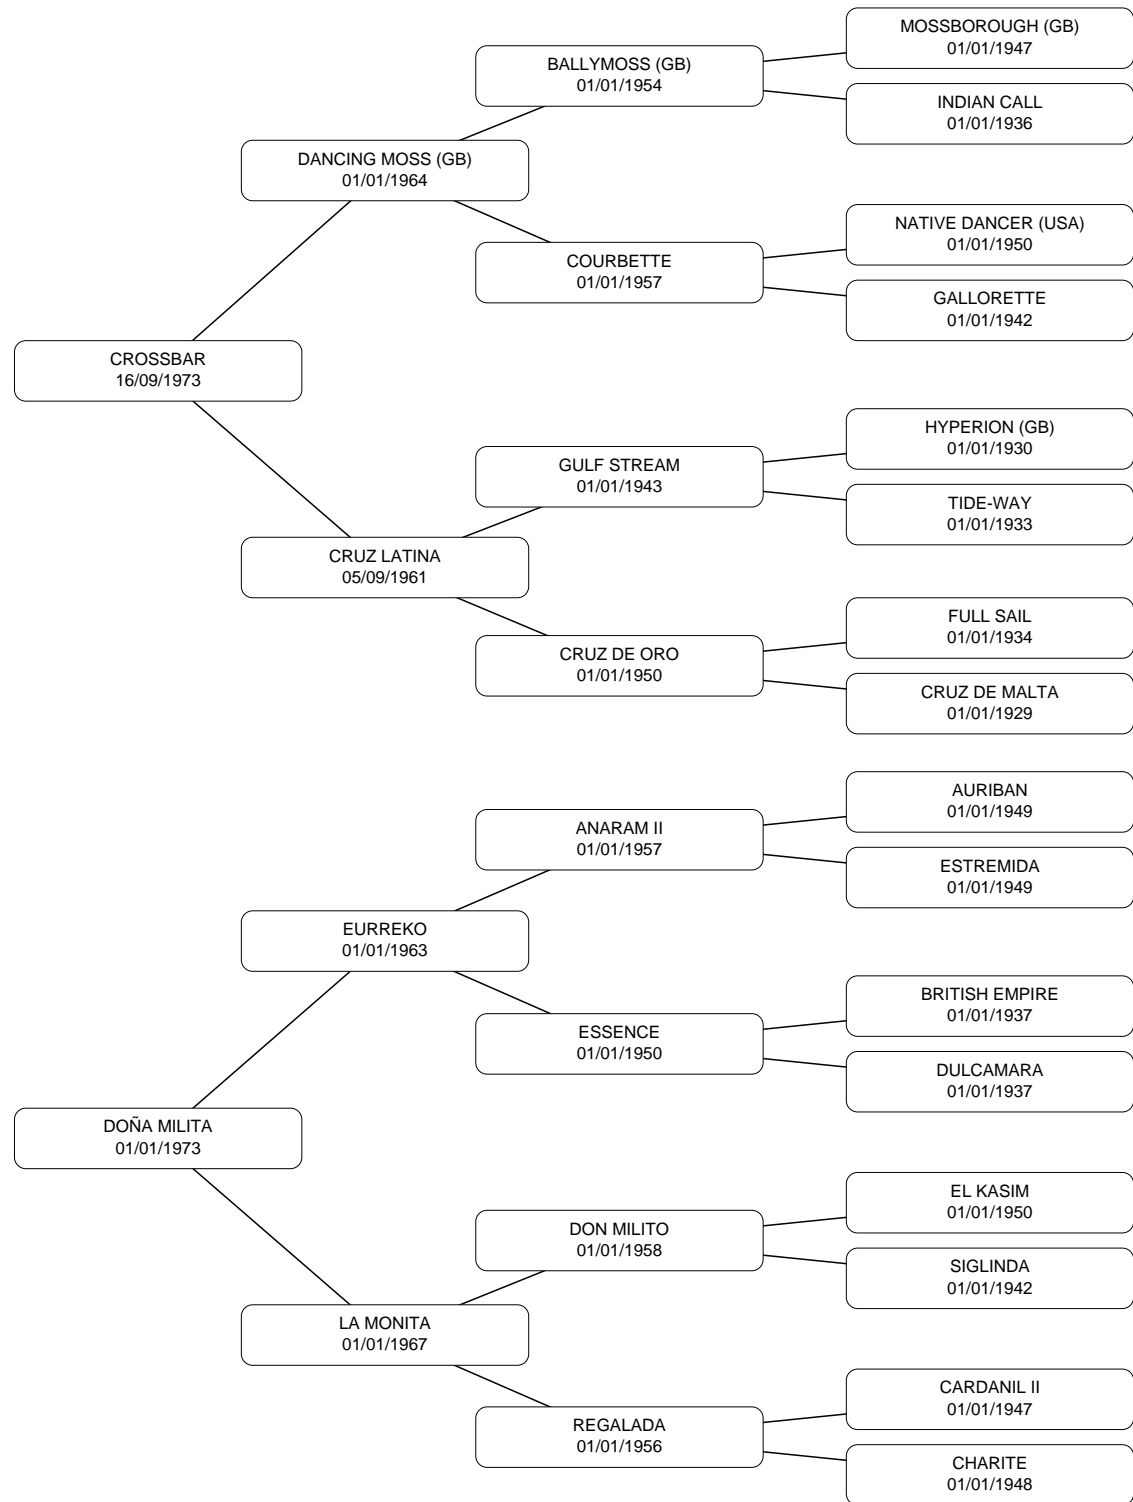 MOSSBOROUGH (GB)
01/01/1947
BALLYMOSS (GB)
01/01/1954
INDIAN CALL
01/01/1936
DANCING MOSS (GB)
01/01/1964
NATIVE DANCER (USA)
01/01/1950
COURBETTE
01/01/1957
GALLORETTE
01/01/1942
CROSSBAR
16/09/1973
HYPERION (GB)
01/01/1930
GULF STREAM
01/01/1943
TIDE-WAY
01/01/1933
CRUZ LATINA
05/09/1961
FULL SAIL
01/01/1934
CRUZ DE ORO
01/01/1950
CRUZ DE MALTA
01/01/1929
AURIBAN
01/01/1949
ANARAM II
01/01/1957
ESTREMIDA
01/01/1949
EURREKO
01/01/1963
BRITISH EMPIRE
01/01/1937
ESSENCE
01/01/1950
DULCAMARA
01/01/1937
DOÑA MILITA
01/01/1973
EL KASIM
01/01/1950
DON MILITO
01/01/1958
SIGLINDA
01/01/1942
LA MONITA
01/01/1967
CARDANIL II
01/01/1947
REGALADA
01/01/1956
CHARITE
01/01/1948